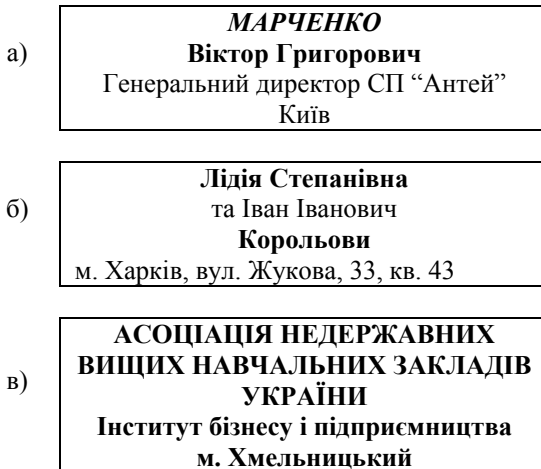 а)
МАРЧЕНКО
Віктор Григорович
Генеральний директор СП “Антей”
Київ
б)
Лідія Степанівна
та Іван Іванович
Корольови
м. Харків, вул. Жукова, 33, кв. 43
в)
АСОЦІАЦІЯ НЕДЕРЖАВНИХ
ВИЩИХ НАВЧАЛЬНИХ ЗАКЛАДІВ
УКРАЇНИ
Інститут бізнесу і підприємництва
м. Хмельницький